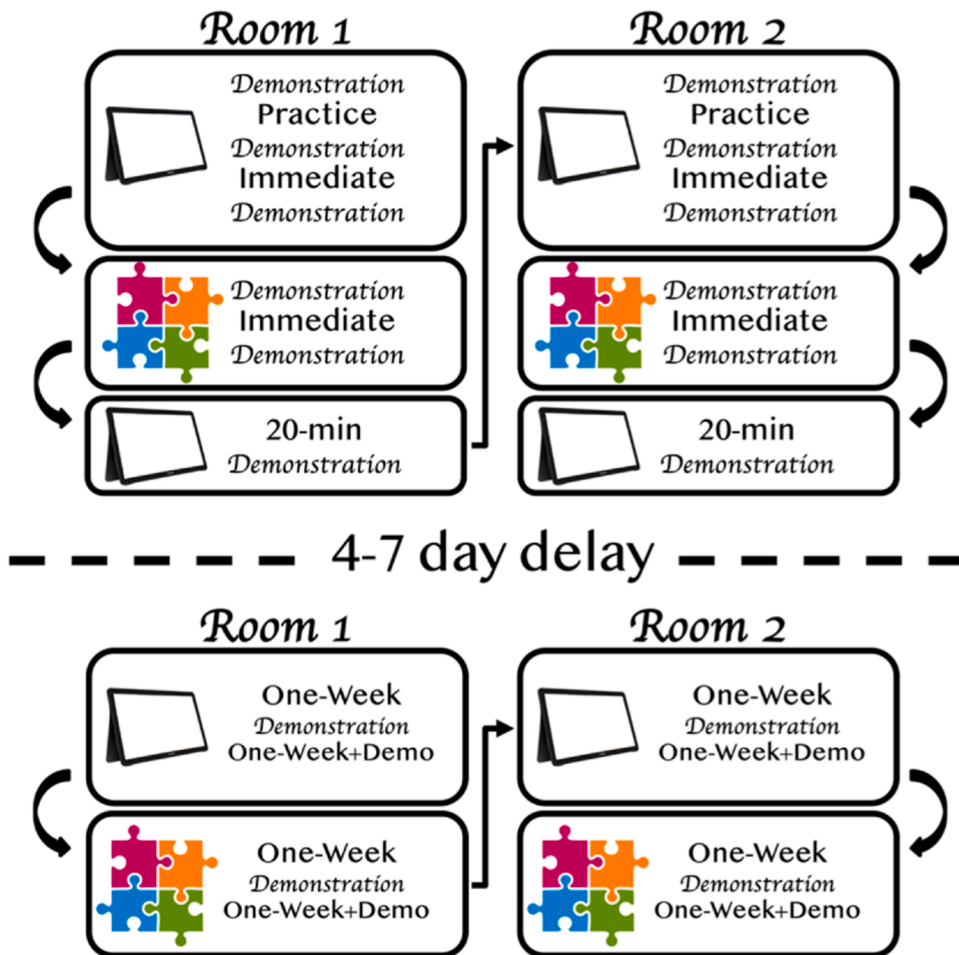 Room 1
Demonstration
Practice
Demonstration
Immediate
Demonstration
Demonstration
Immediate
Demonstration
20-min
Demonstration
Room 2
Demonstration
Practice
Demonstration
Immediate
Demonstration
Demonstration
Immediate
Demonstration
20-min
Demonstration
4-7 day delay
Room 1
One-Week
Demonstration
One-Week+Demo
One-Week
Demonstration
One-Week+Demo
Room 2
One-Week
Demonstration
One-Week+Demo
One-Week
Demonstration
One-Week+Demo